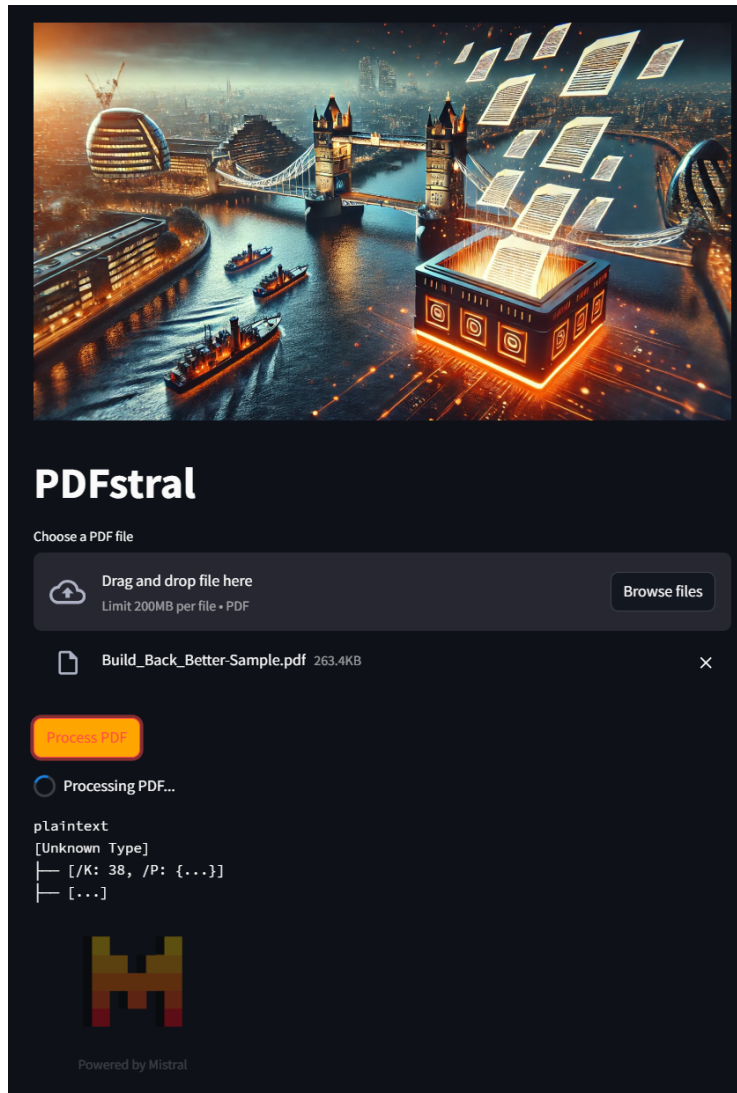 PDFstral
Choose a PDF file
Drag and drop file here
Limit 200MB per file • PDF
Browse files
Build_Back_Better-Sample.pdf 263.4KB
Process PDF
Processing PDF...
plaintext
[Unknown Type]
├── [/K: 38, /P: {...}]
├── [...]
Powered by Mistral